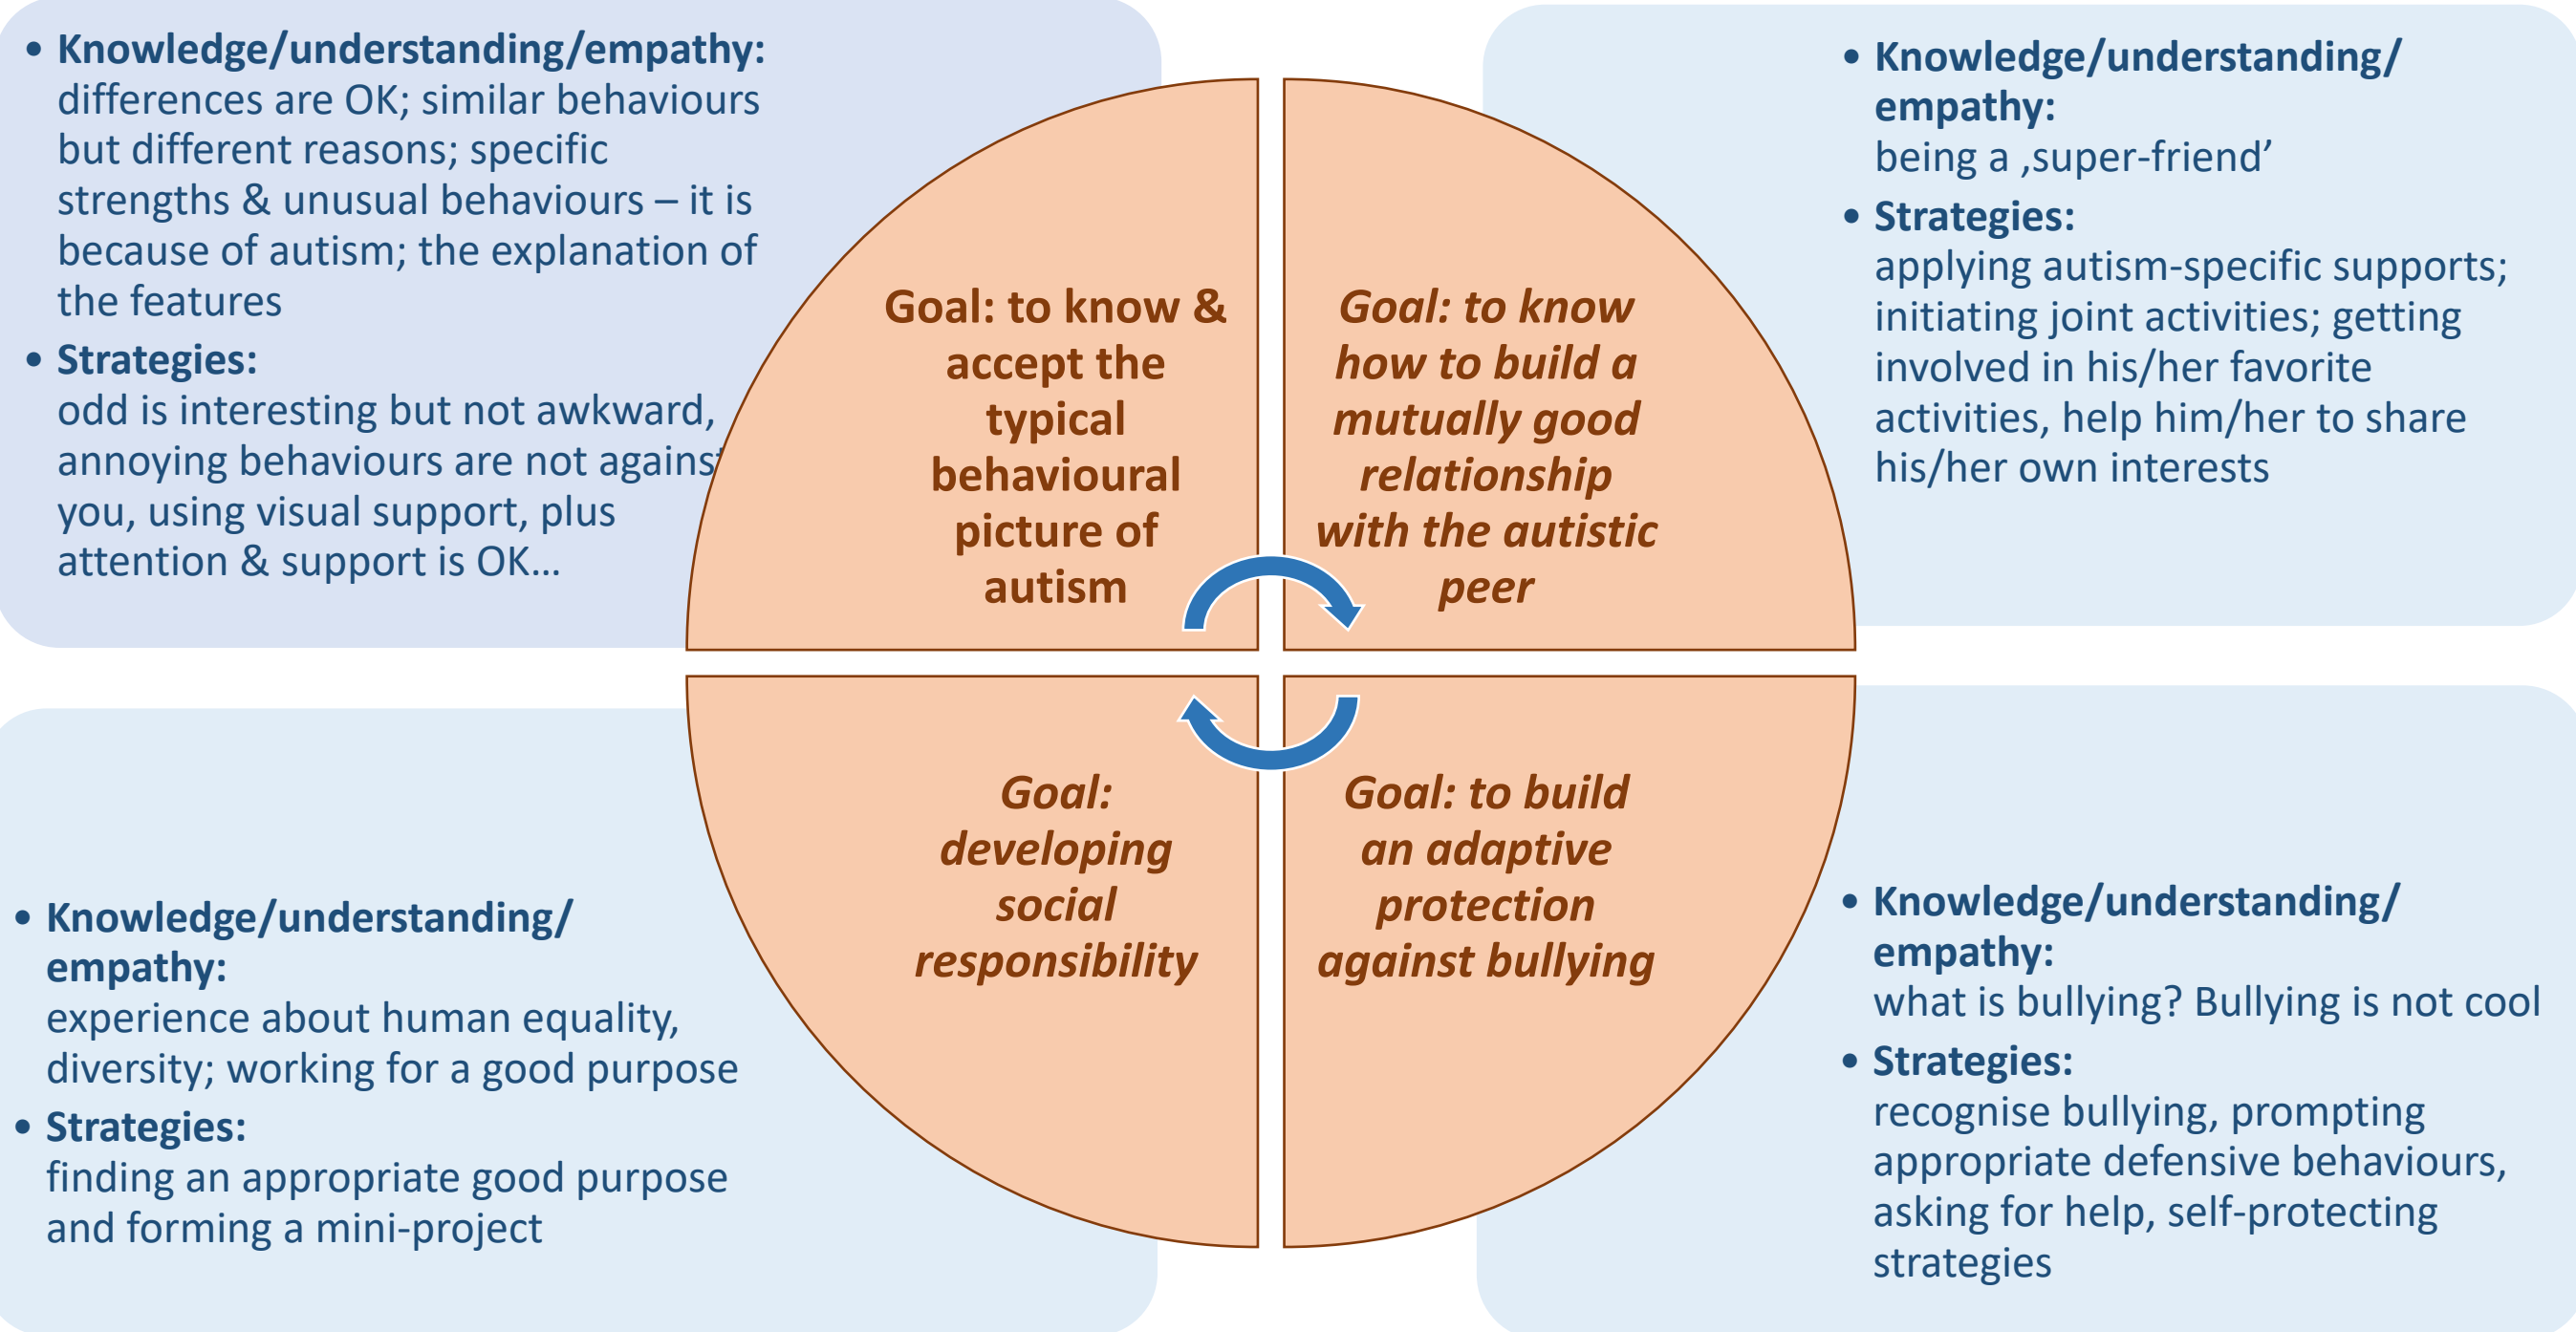 • Knowledge/understanding/empathy:
differences are OK; similar behaviours
but different reasons; specific
strengths & unusual behaviours – it is
because of autism; the explanation of
the features
• Strategies:
odd is interesting but not awkward,
annoying behaviours are not against
you, using visual support, plus
attention & support is OK...
Goal: to know &
accept the
typical
behavioural
picture of
autism
Goal: to know
how to build a
mutually good
relationship
with the autistic
peer
• Knowledge/understanding/
empathy:
being a ‚super-friend’
• Strategies:
applying autism-specific supports;
initiating joint activities; getting
involved in his/her favorite
activities, help him/her to share
his/her own interests
• Knowledge/understanding/
empathy:
experience about human equality,
diversity; working for a good purpose
• Strategies:
finding an appropriate good purpose
and forming a mini-project
Goal:
developing
social
responsibility
Goal: to build
an adaptive
protection
against bullying
• Knowledge/understanding/
empathy:
what is bullying? Bullying is not cool
• Strategies:
recognise bullying, prompting
appropriate defensive behaviours,
asking for help, self-protecting
strategies